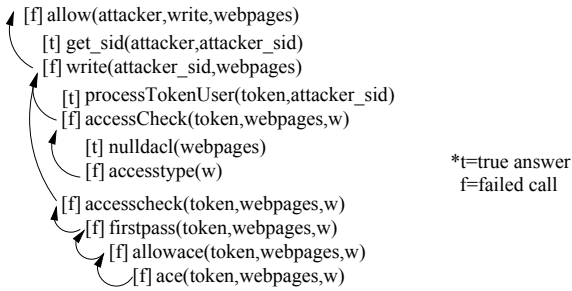 [f] allow(attacker,write,webpages)
[t] get_sid(attacker,attacker_sid)
[f] write(attacker_sid,webpages)
[t] processTokenUser(token,attacker_sid)
[f] accessCheck(token,webpages,w)
[t] nulldacl(webpages)
[f] accesstype(w)
*t=true answer
f=failed call
[f] accesscheck(token,webpages,w)
[f] firstpass(token,webpages,w)
[f] allowace(token,webpages,w)
[f] ace(token,webpages,w)